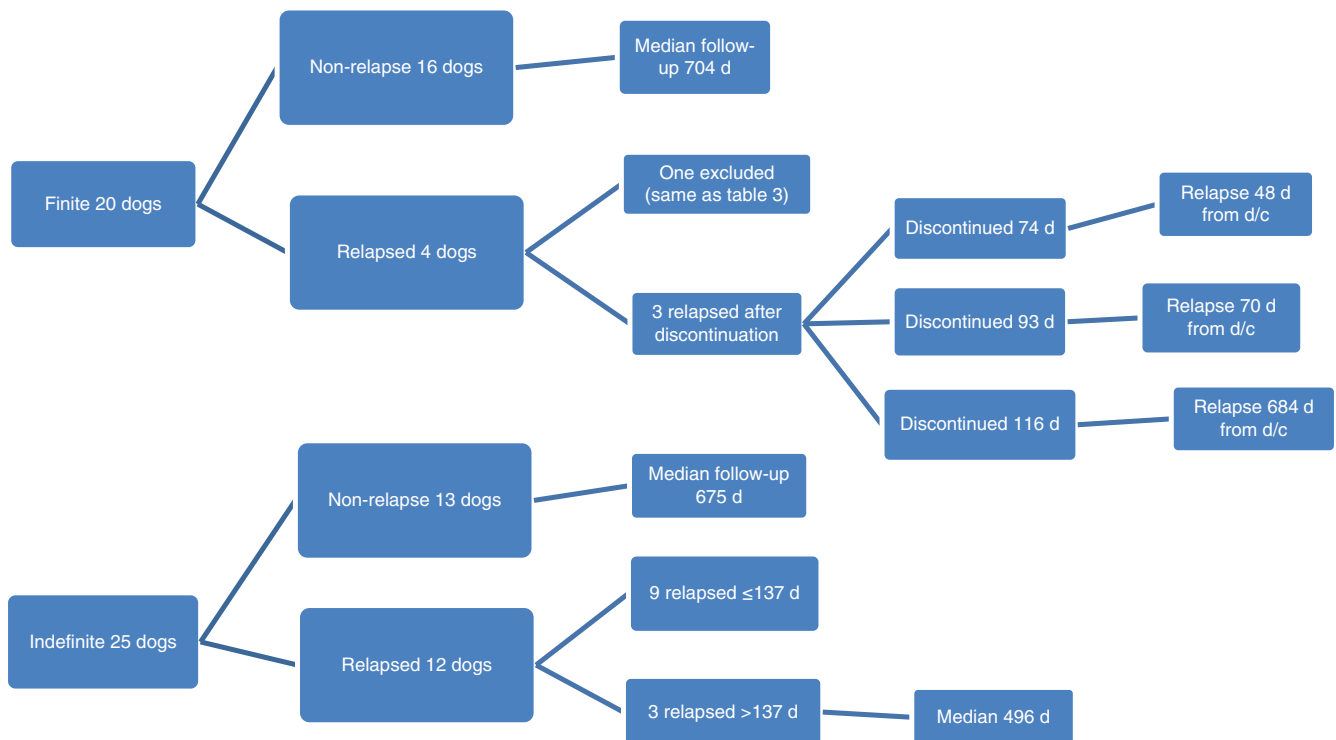 Finite 20 dogs
Non-relapse 16 dogs
Median follow-
up 704 d
Relapsed 4 dogs
One excluded
(same as table 3)
3 relapsed after
discontinuation
Discontinued 74 d
Relapse 48 d
from d/c
Discontinued 93 d
Relapse 70 d
from d/c
Discontinued 116 d
Relapse 684 d
from d/c
Indefinite 25 dogs
Non-relapse 13 dogs
Median follow-up
675 d
Relapsed 12 dogs
9 relapsed ≤137 d
3 relapsed >137 d
Median 496 d